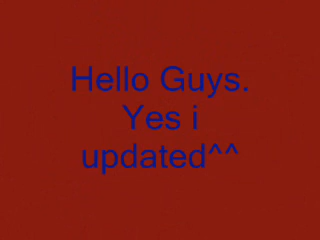 Hello Guys.
Yes i
updated^^